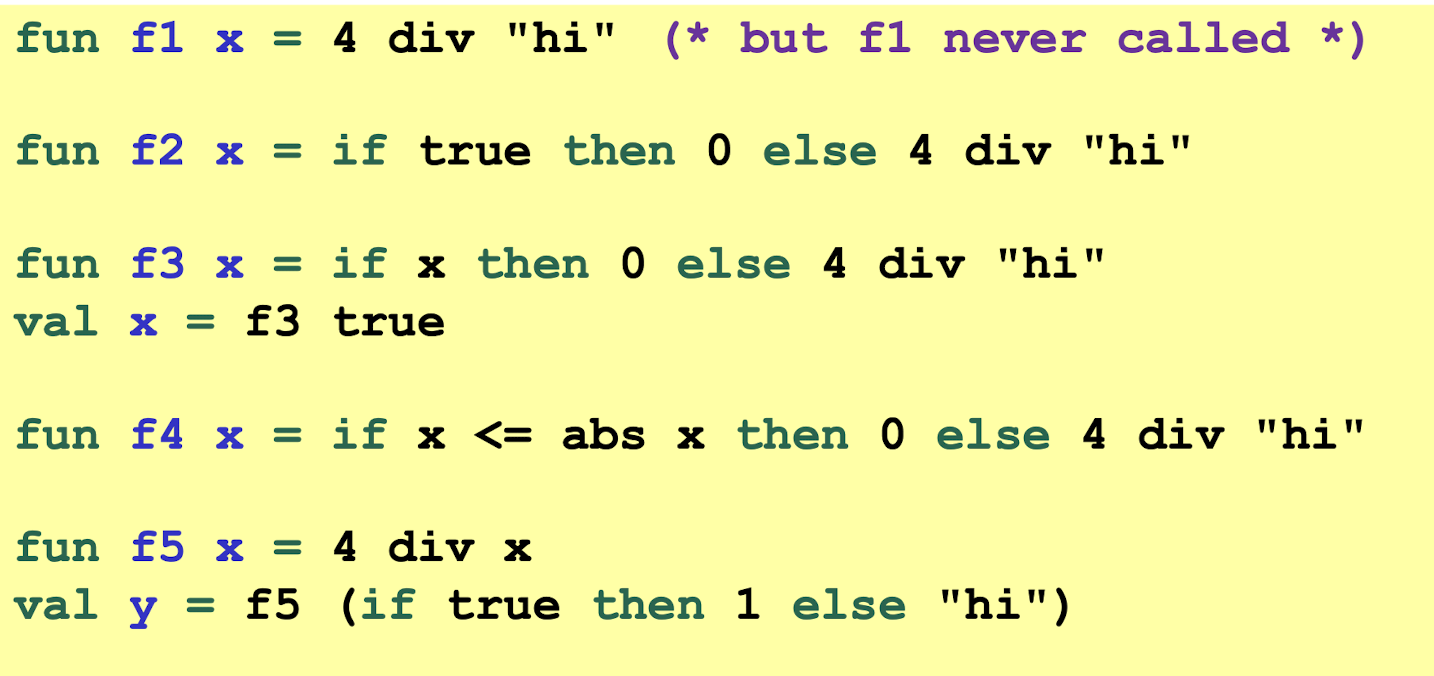 fun f1 x = 4 div "hi" (* but f1 never called *)
fun f2 x = if true then 0 else 4 div "hi"
fun f3 x = if x then 0 else 4 div "hi"
val x = f3 true
fun f4 x = if x <= abs x then 0 else 4 div "hi"
fun f5 x = 4 div x
val y = f5 (if true then 1 else "hi")